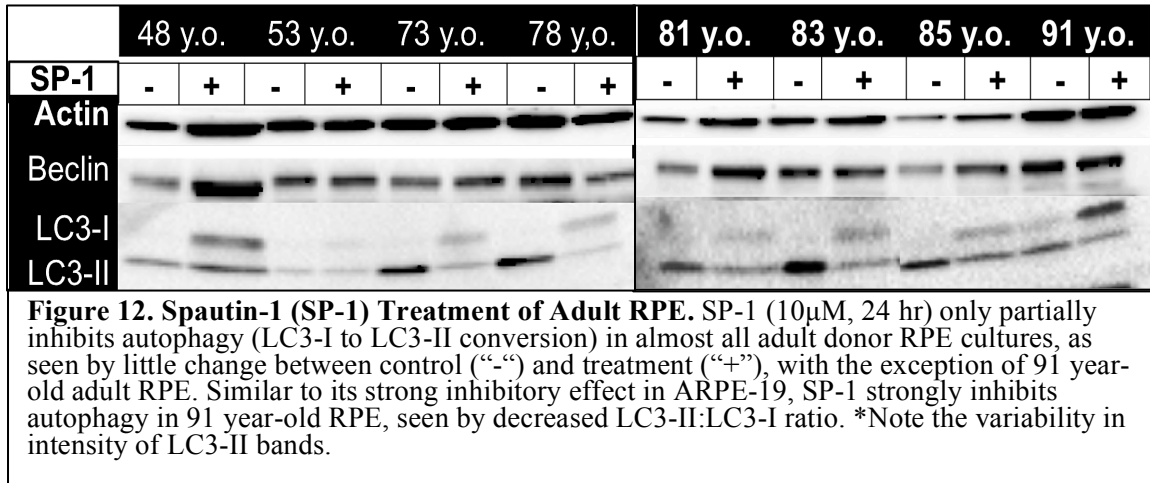 48 y.o. 53 y.o. 73 y.o. 78 y,o. 81 y.o. 83 y.o. 85 y.o. 91 y.o.
SP-1 - + - + - + - + - + - + - + - +
Actin
Beclin
LC3-I
LC3-II
Figure 12. Spautin-1 (SP-1) Treatment of Adult RPE. SP-1 (10µM, 24 hr) only partially
inhibits autophagy (LC3-I to LC3-II conversion) in almost all adult donor RPE cultures, as
seen by little change between control (“-“) and treatment (“+”), with the exception of 91 year-
old adult RPE. Similar to its strong inhibitory effect in ARPE-19, SP-1 strongly inhibits
autophagy in 91 year-old RPE, seen by decreased LC3-II:LC3-I ratio. *Note the variability in
intensity of LC3-II bands.